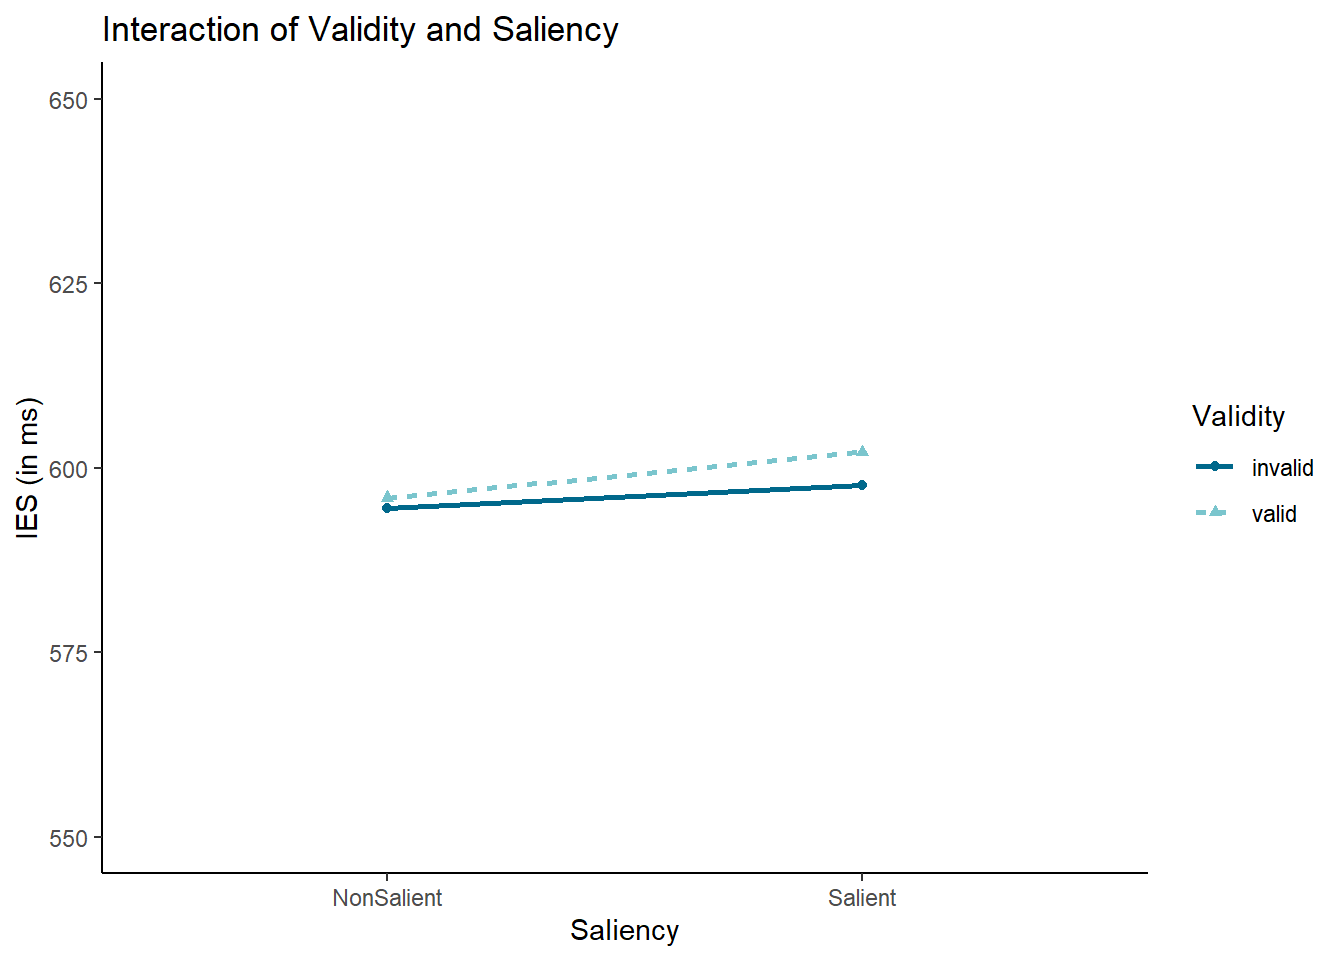 Interaction of Validity and Saliency
650
625
600
575
550
IES (in ms)
NonSalient
Salient
Saliency
Validity
invalid
valid